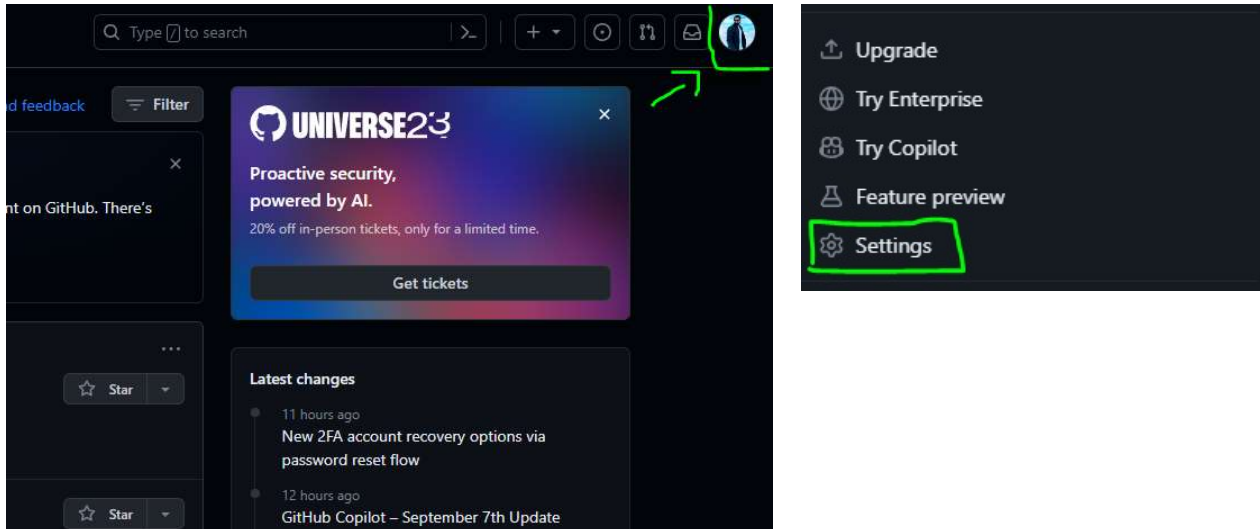 Type / to search
d feedback
Filter
UNIVERSE23
Proactive security,
powered by AI.
20% off in-person tickets, only for a limited time.
Get tickets
nt on GitHub. There's
Star
Latest changes
11 hours ago
New 2FA account recovery options via
password reset flow
12 hours ago
GitHub Copilot – September 7th Update
Star
Upgrade
Try Enterprise
Try Copilot
Feature preview
Settings